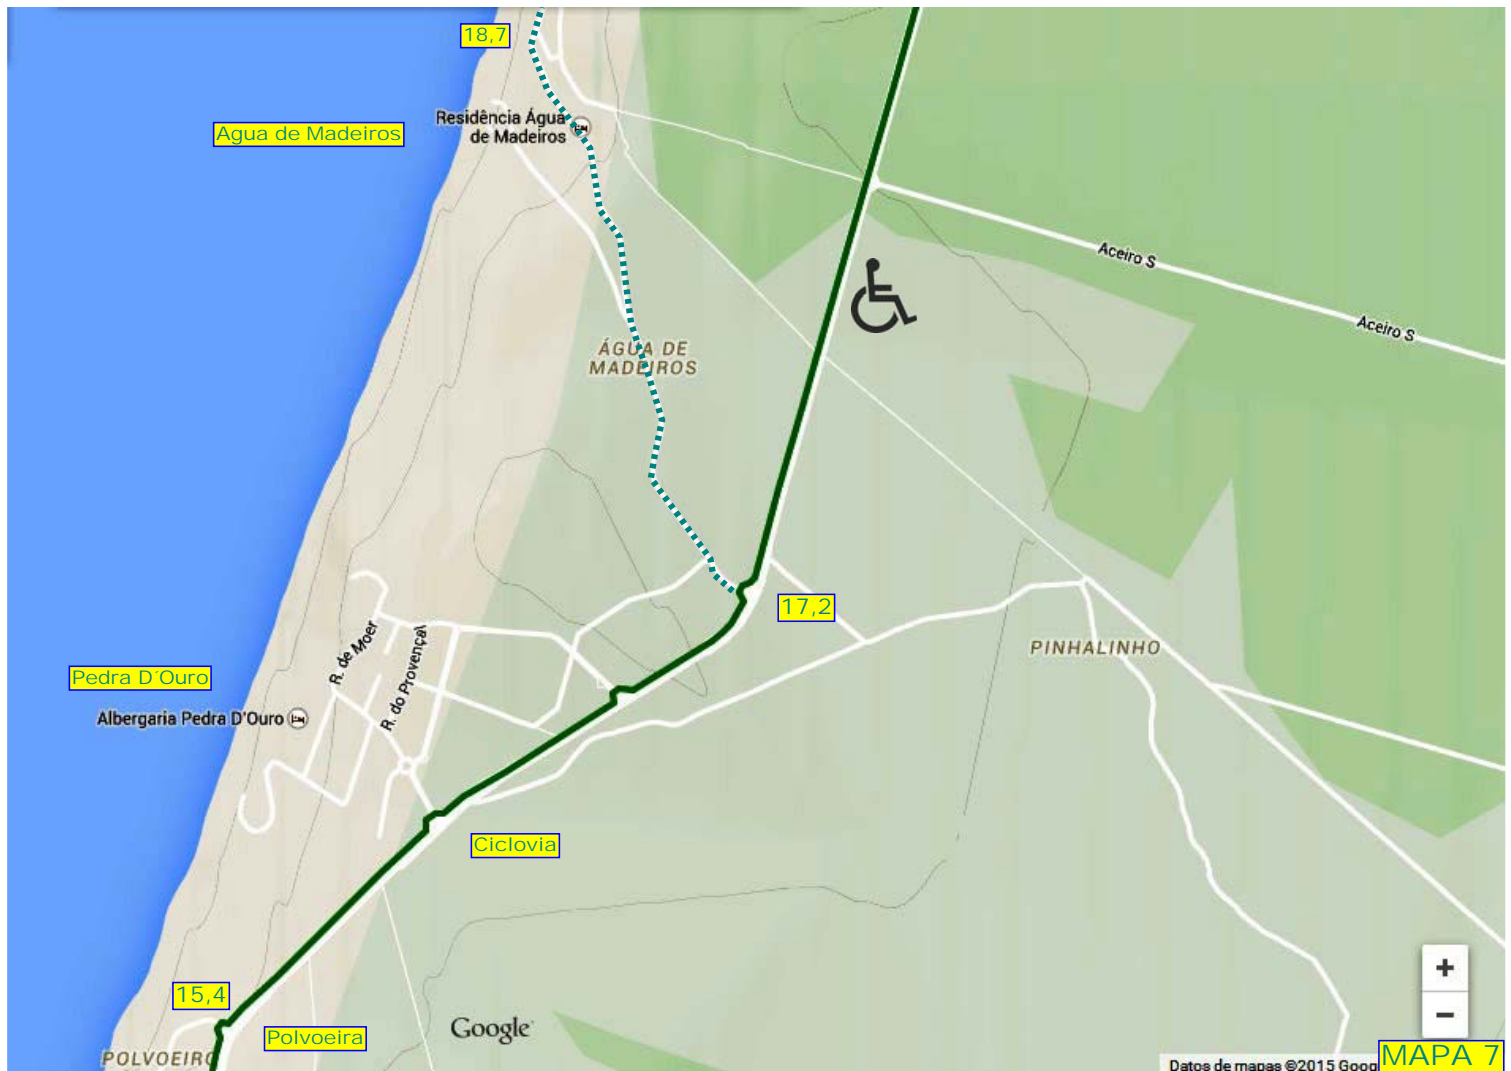 18,7
Residência Água
de Madeiros
Agua de Madeiros
Aceiro S
Aceiro S
ÁGUA DE
MADEIROS
17,2
PINHALINHO
R. de Moer
R. do Provençal
Pedra D´Ouro
Albergaria Pedra D'Ouro
Ciclovia
15,4
Polvoeira
Google
POLVOEIRO
+
−
MAPA 7
Datos de mapas ©2015 Goog